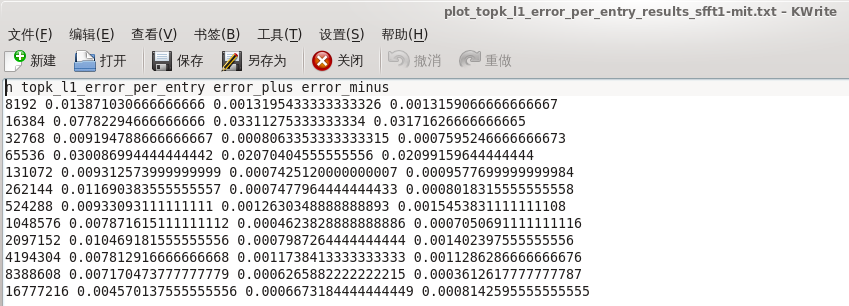 plot_topk_l1_error_per_entry_results_sfft1-mit.txt – KWrite
文件(F) 编辑(E) 查看(V) 书签(B) 工具(T) 设置(S) 帮助(H)
新建 打开 保存 另存为 关闭 撤消 重做
n topk_l1_error_per_entry error_plus error_minus
8192 0.013871030666666666 0.0013195433333333326 0.0013159066666666667
16384 0.07782294666666666 0.03311275333333334 0.03171626666666665
32768 0.009194788666666667 0.0008063353333333315 0.0007595246666666673
65536 0.030086994444444442 0.02070404555555556 0.02099159644444444
131072 0.009312573999999999 0.0007425120000000007 0.0009577699999999984
262144 0.011690383555555557 0.0007477964444444433 0.0008018315555555558
524288 0.00933093111111111 0.0012630348888888893 0.0015453831111111108
1048576 0.007871615111111112 0.0004623828888888886 0.0007050691111111116
2097152 0.010469181555555556 0.0007987264444444444 0.001402397555555556
4194304 0.007812916666666668 0.0011738413333333333 0.0011286286666666676
8388608 0.007170473777777779 0.0006265882222222215 0.0003612617777777787
16777216 0.004570137555555556 0.0006673184444444449 0.0008142595555555555